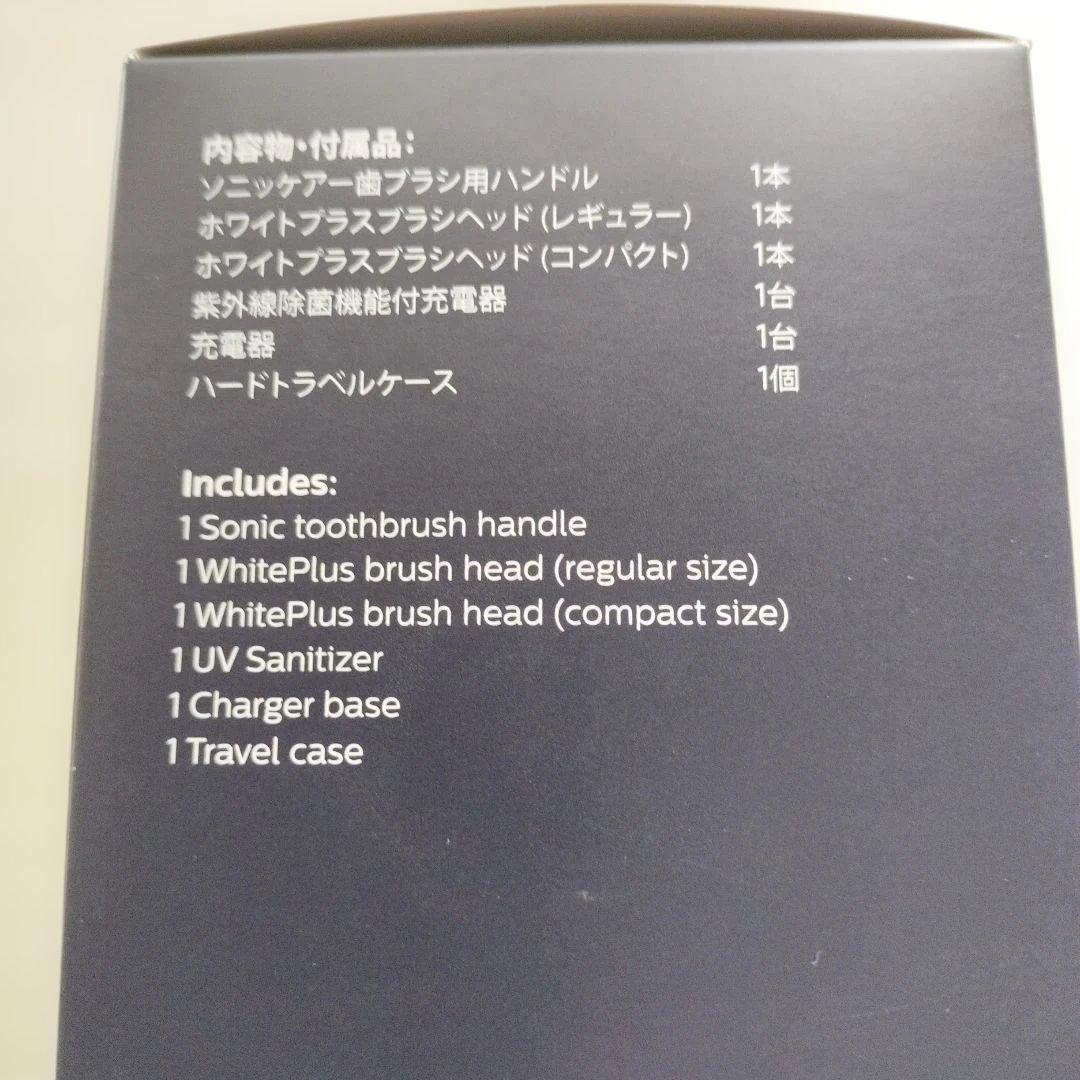 内容物・付属品:
ソニッケアー歯ブラシ用ハンドル 1本
ホワイトプラスブラシヘッド(レギュラー) 1本
ホワイトプラスブラシヘッド(コンパクト) 1本
紫外線除菌機能付充電器 1台
充電器 1台
ハードトラベルケース 1個
Includes:
1 Sonic toothbrush handle
1 WhitePlus brush head (regular size)
1 WhitePlus brush head (compact size)
1 UV Sanitizer
1 Charger base
1 Travel case